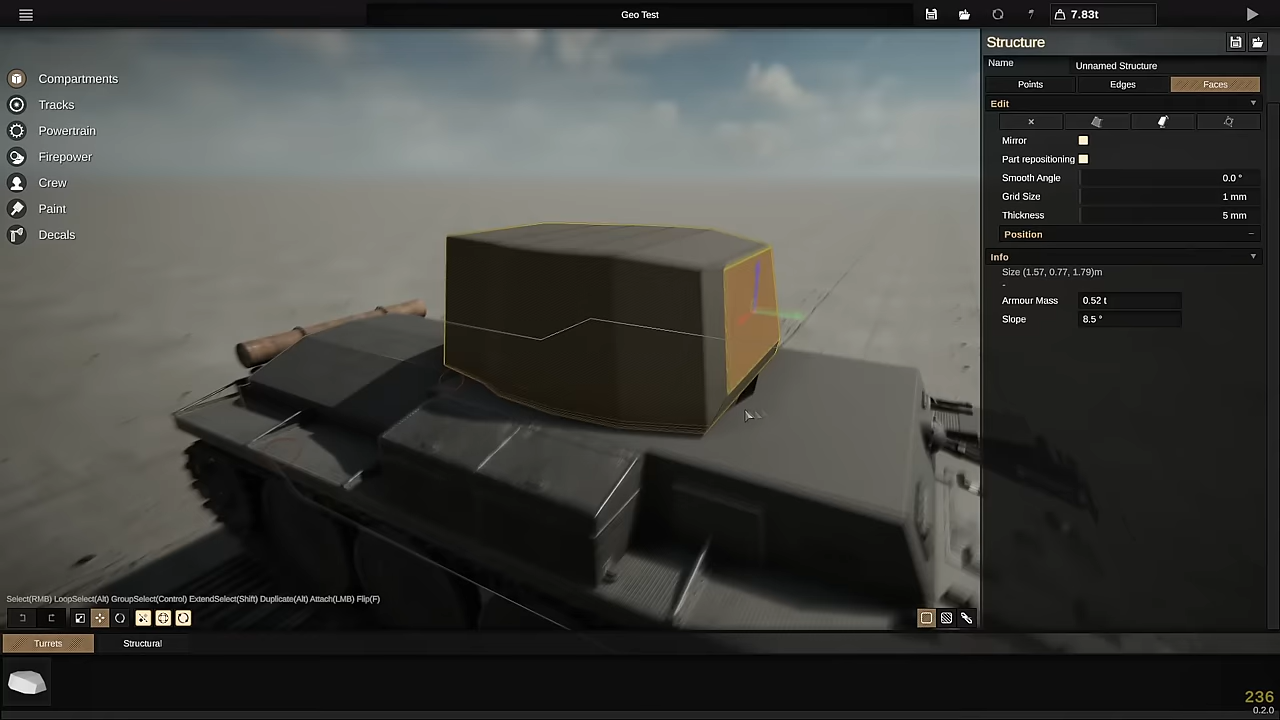 Geo Test
7.83t
Compartments
Tracks
Powertrain
Firepower
Crew
Paint
Decals
Structure
Name Unnamed Structure
Points Edges Faces
Edit
Mirror
Part repositioning
Smooth Angle 0.0 °
Grid Size 1 mm
Thickness 5 mm
Position
Info
Size (1.57, 0.77, 1.79)m
-
Armour Mass 0.52 t
Slope 8.5 °
Select(RMB) LoopSelect(Alt) GroupSelect(Control) ExtendSelect(Shift) Duplicate(Alt) Attach(LMB) Flip(F)
Turrets Structural
236
0.2.0